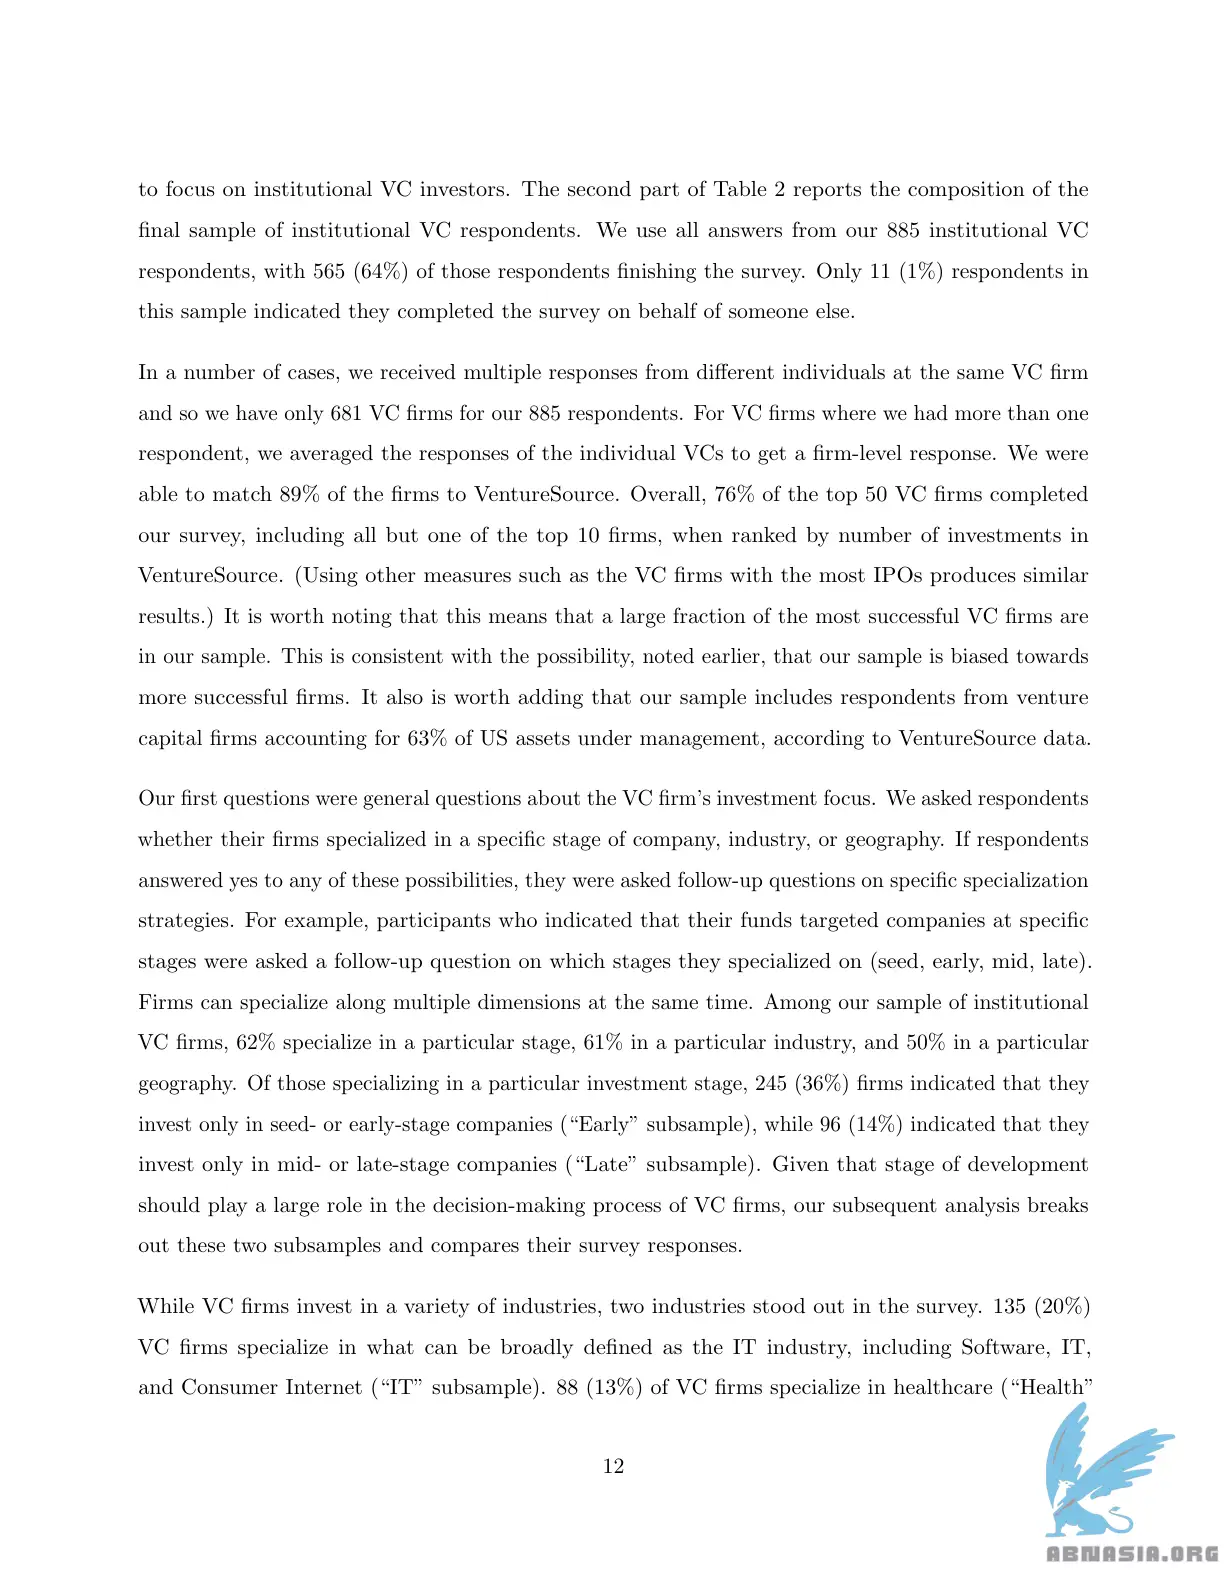 to focus on institutional VC investors. The second part of Table 2 reports the composition of the
final sample of institutional VC respondents. We use all answers from our 885 institutional VC
respondents, with 565 (64%) of those respondents finishing the survey. Only 11 (1%) respondents in
this sample indicated they completed the survey on behalf of someone else.
In a number of cases, we received multiple responses from different individuals at the same VC firm
and so we have only 681 VC firms for our 885 respondents. For VC firms where we had more than one
respondent, we averaged the responses of the individual VCs to get a firm-level response. We were
able to match 89% of the firms to VentureSource. Overall, 76% of the top 50 VC firms completed
our survey, including all but one of the top 10 firms, when ranked by number of investments in
VentureSource. (Using other measures such as the VC firms with the most IPOs produces similar
results.) It is worth noting that this means that a large fraction of the most successful VC firms are
in our sample. This is consistent with the possibility, noted earlier, that our sample is biased towards
more successful firms. It also is worth adding that our sample includes respondents from venture
capital firms accounting for 63% of US assets under management, according to VentureSource data.
Our first questions were general questions about the VC firm's investment focus. We asked respondents
whether their firms specialized in a specific stage of company, industry, or geography. If respondents
answered yes to any of these possibilities, they were asked follow-up questions on specific specialization
strategies. For example, participants who indicated that their funds targeted companies at specific
stages were asked a follow-up question on which stages they specialized on (seed, early, mid, late).
Firms can specialize along multiple dimensions at the same time. Among our sample of institutional
VC firms, 62% specialize in a particular stage, 61% in a particular industry, and 50% in a particular
geography. Of those specializing in a particular investment stage, 245 (36%) firms indicated that they
invest only in seed- or early-stage companies (“Early” subsample), while 96 (14%) indicated that they
invest only in mid- or late-stage companies (“Late” subsample). Given that stage of development
should play a large role in the decision-making process of VC firms, our subsequent analysis breaks
out these two subsamples and compares their survey responses.
While VC firms invest in a variety of industries, two industries stood out in the survey. 135 (20%)
VC firms specialize in what can be broadly defined as the IT industry, including Software, IT,
and Consumer Internet (“IT” subsample). 88 (13%) of VC firms specialize in healthcare (“Health”
12
ABNASIA.ORG